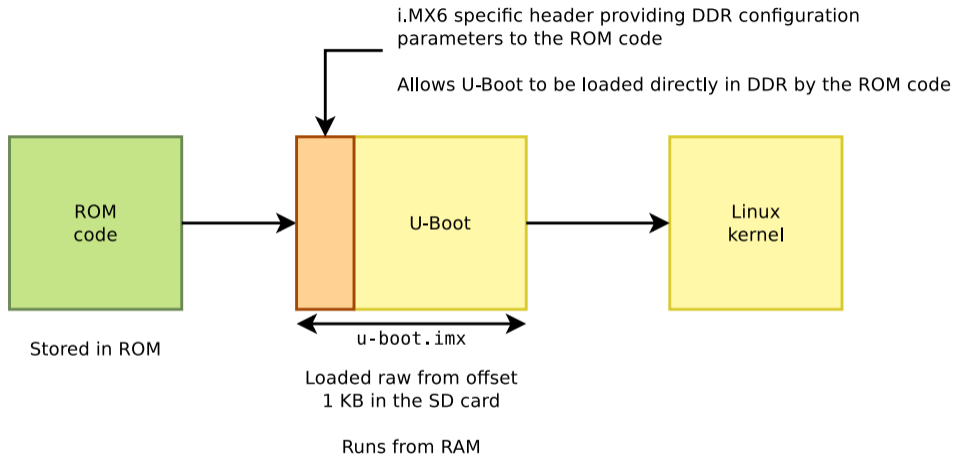 i.MX6 specific header providing DDR configuration
parameters to the ROM code
Allows U-Boot to be loaded directly in DDR by the ROM code
ROM
code
U-Boot
Linux
kernel
Stored in ROM
u-boot.imx
Loaded raw from offset
1 KB in the SD card
Runs from RAM